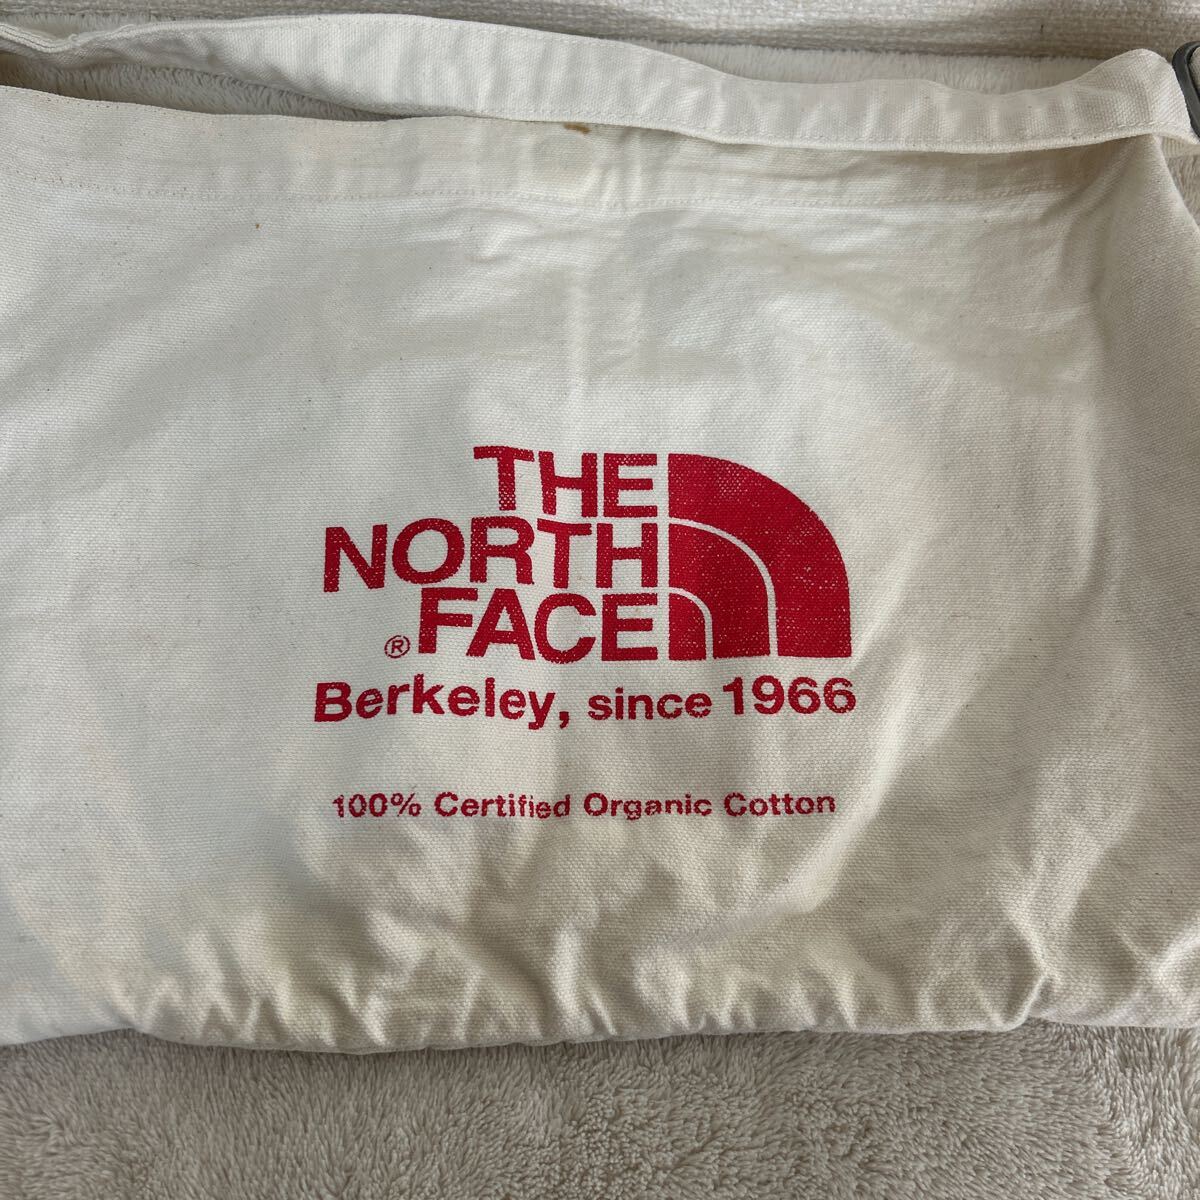 THE
NORTH
® FACE
Berkeley, since 1966
100% Certified Organic Cotton